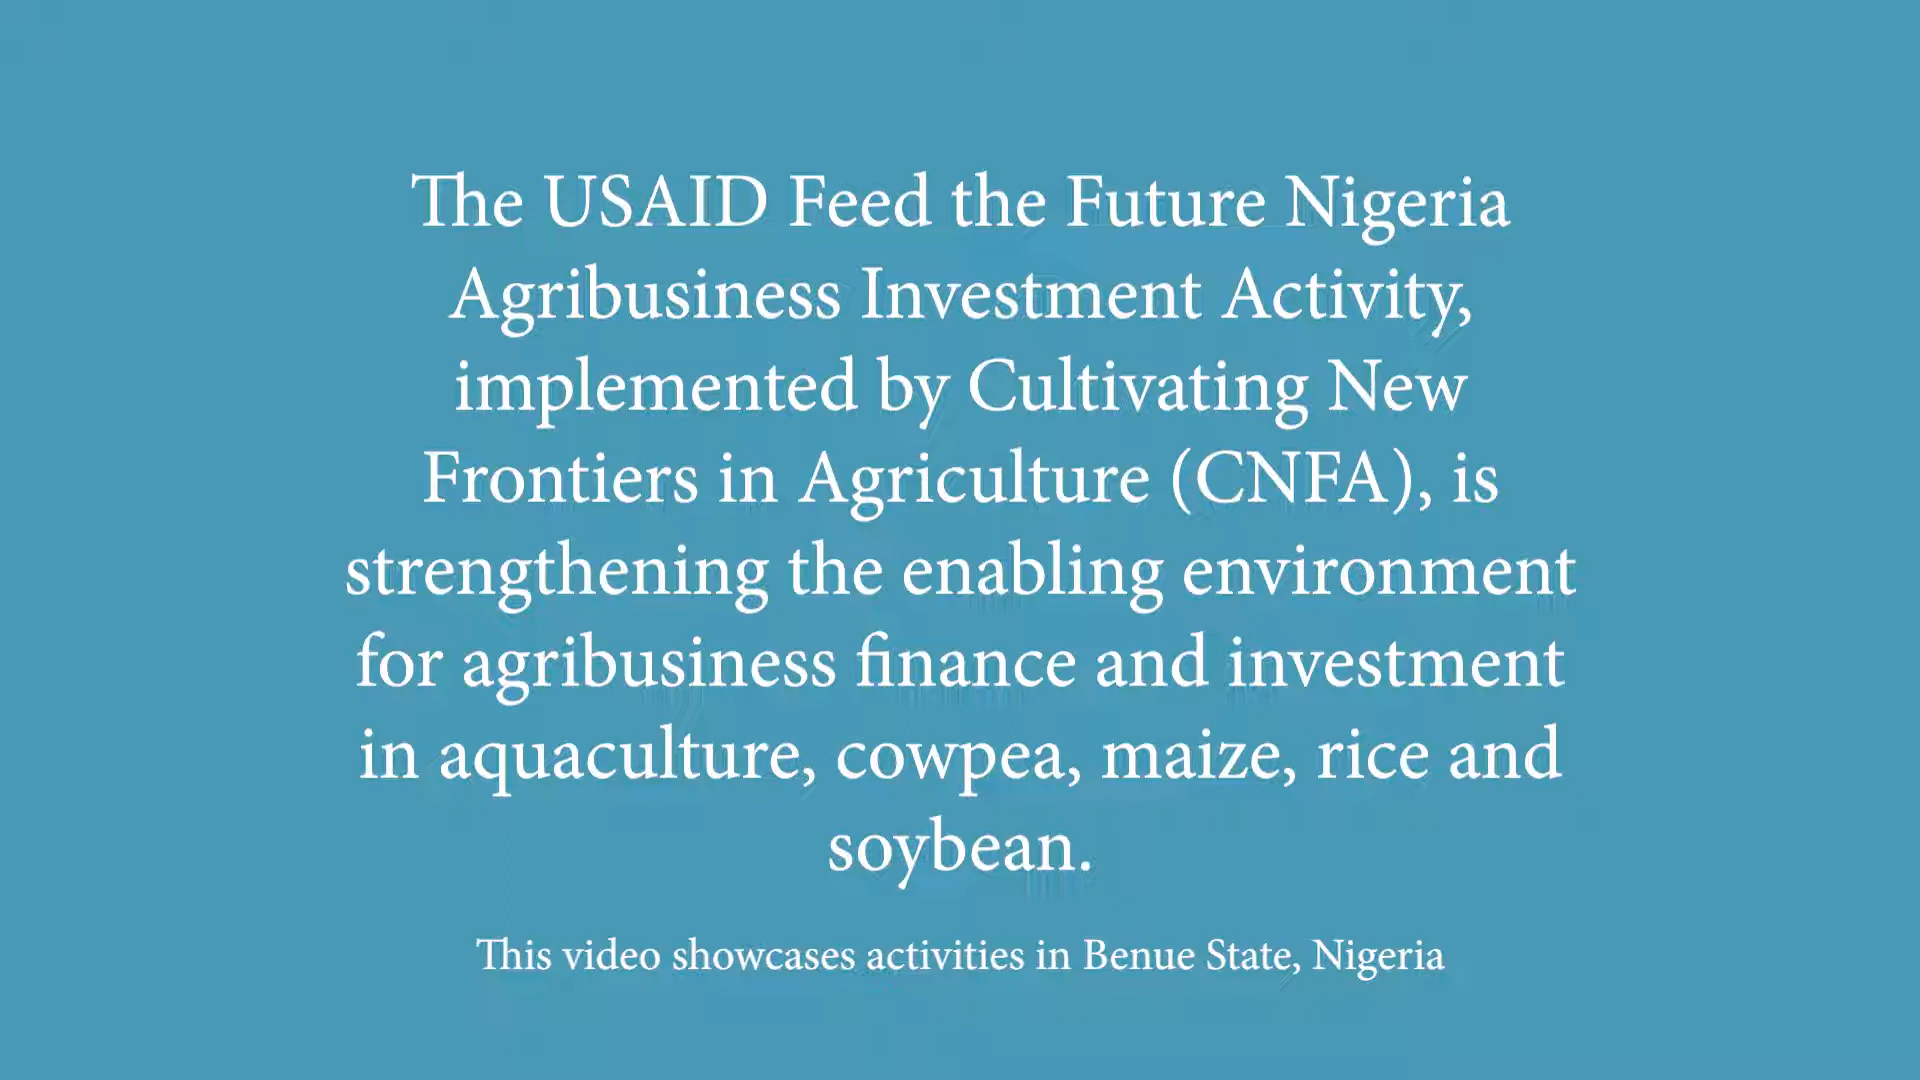 The USAID Feed the Future Nigeria
Agribusiness Investment Activity,
implemented by Cultivating New
Frontiers in Agriculture (CNFA), is
strengthening the enabling environment
for agribusiness finance and investment
in aquaculture, cowpea, maize, rice and
soybean.
This video showcases activities in Benue State, Nigeria